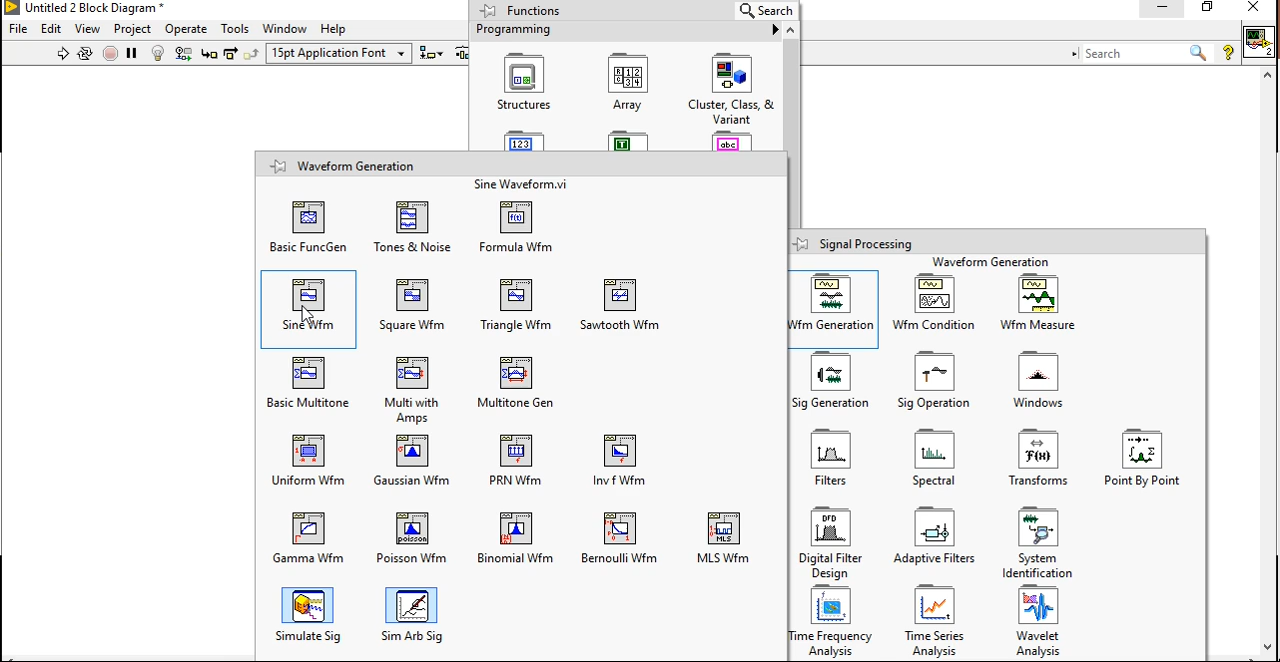 Untitled 2 Block Diagram *
File Edit View Project Operate Tools Window Help
15pt Application Font
Search
2
Functions
Search
Programming
Structures
Array
Cluster, Class, & Variant
123
T
abc
Waveform Generation
Sine Waveform.vi
Basic FuncGen
Tones & Noise
Formula Wfm
Sine Wfm
Square Wfm
Triangle Wfm
Sawtooth Wfm
Basic Multitone
Multi with Amps
Multitone Gen
Uniform Wfm
Gaussian Wfm
PRN Wfm
Inv f Wfm
Gamma Wfm
Poisson Wfm
Binomial Wfm
Bernoulli Wfm
MLS Wfm
Simulate Sig
Sim Arb Sig
Signal Processing
Waveform Generation
Wfm Generation
Wfm Condition
Wfm Measure
Sig Generation
Sig Operation
Windows
Filters
Spectral
Transforms
Point By Point
Digital Filter Design
Adaptive Filters
System Identification
Time Frequency Analysis
Time Series Analysis
Wavelet Analysis